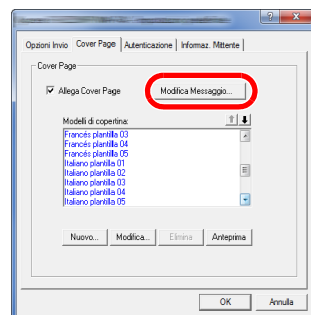 Opzioni Invio Cover Page Autenticazione Informaz. Mittente
Cover Page
Allega Cover Page Modifica Messaggio...
Modelli di copertina:
Francés plantilla 03
Francés plantilla 04
Francés plantilla 05
Italiano plantilla 01
Italiano plantilla 02
Italiano plantilla 03
Italiano plantilla 04
Italiano plantilla 05
Nuovo... Modifica... Elimina Anteprima
OK Annulla